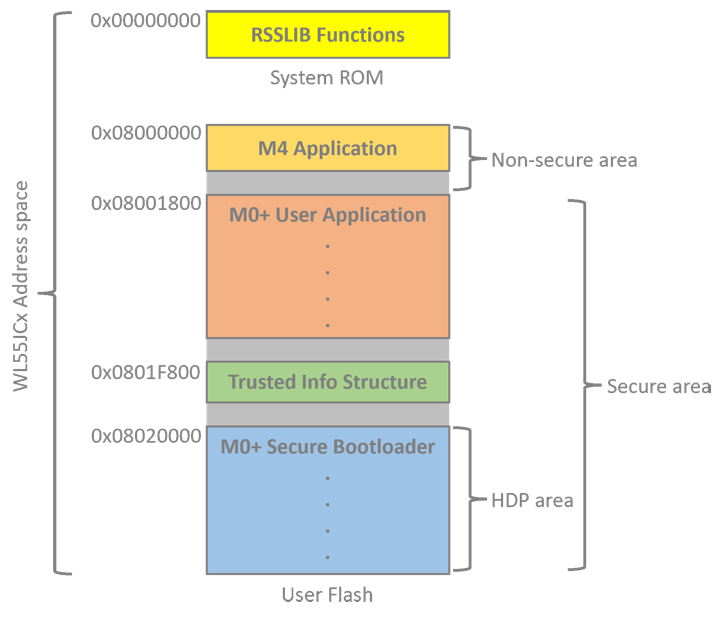 0x00000000
RSSLIB Functions
System ROM
0x08000000
M4 Application
Non-secure area
0x08001800
M0+ User Application
.
.
.
.
WL55JCx Address space
0x0801F800
Trusted Info Structure
Secure area
0x08020000
M0+ Secure Bootloader
.
.
.
.
HDP area
User Flash